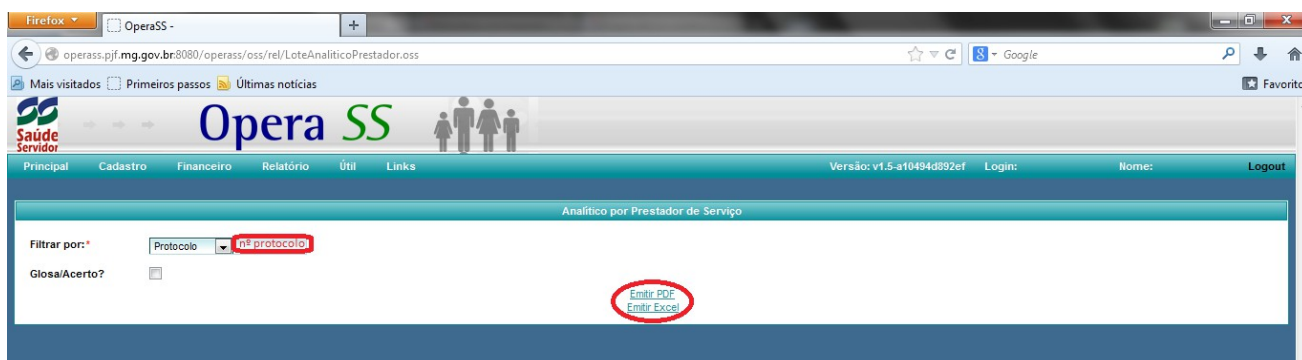 Firefox
OperaSS -
operass.pjf.mg.gov.br:8080/operass/oss/rel/LoteAnaliticoPrestador.oss
Google
Mais visitados Primeiros passos Últimas notícias Favorito
Saúde
Servidor
Opera SS
Principal Cadastro Financeiro Relatório Útil Links Versão: v1.5-a10494d892ef Login: Nome: Logout
Analítico por Prestador de Serviço
Filtrar por:* Protocolo nº protocolo
Glosa/Acerto?
Emitir PDF
Emitir Excel